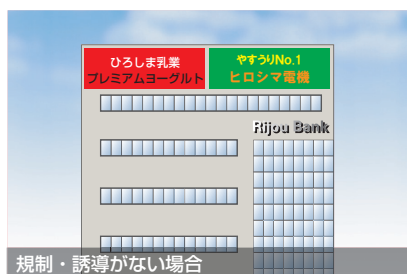 ひろしま乳業
プレミアムヨーグルト
やすうりNo.1
ヒロシマ電機
Rijou Bank
規制・誘導がない場合